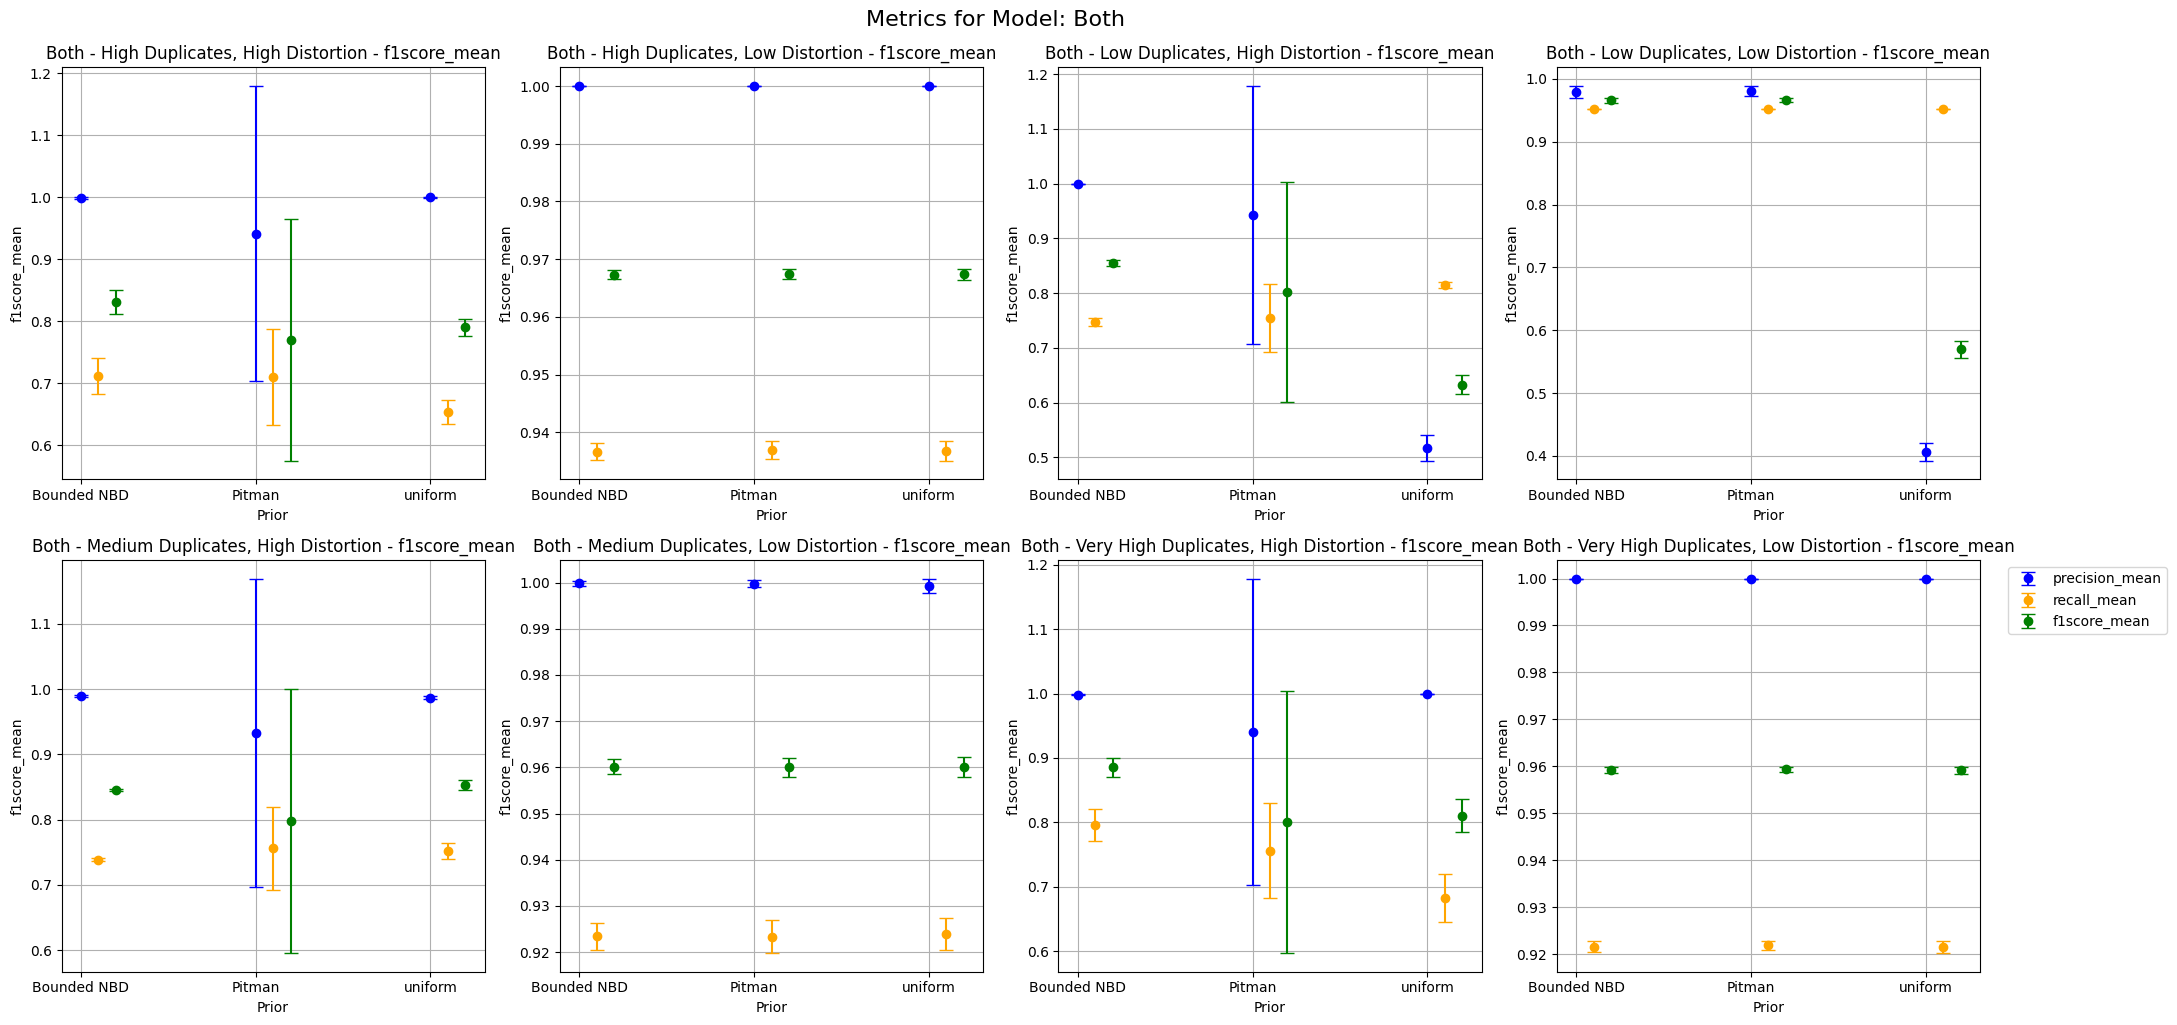 Metrics for Model: Both
Both - High Duplicates, High Distortion - f1score_mean
1.2
1.1
1.0
0.9
0.8
0.7
0.6
f1score_mean
Bounded NBD
Pitman
uniform
Prior
Both - High Duplicates, Low Distortion - f1score_mean
1.00
0.99
0.98
0.97
0.96
0.95
0.94
f1score_mean
Bounded NBD
Pitman
uniform
Prior
Both - Low Duplicates, High Distortion - f1score_mean
1.2
1.1
1.0
0.9
0.8
0.7
0.6
0.5
f1score_mean
Bounded NBD
Pitman
uniform
Prior
Both - Low Duplicates, Low Distortion - f1score_mean
1.0
0.9
0.8
0.7
0.6
0.5
0.4
f1score_mean
Bounded NBD
Pitman
uniform
Prior
Both - Medium Duplicates, High Distortion - f1score_mean
1.1
1.0
0.9
0.8
0.7
0.6
f1score_mean
Bounded NBD
Pitman
uniform
Prior
Both - Medium Duplicates, Low Distortion - f1score_mean
1.00
0.99
0.98
0.97
0.96
0.95
0.94
0.93
0.92
f1score_mean
Bounded NBD
Pitman
uniform
Prior
Both - Very High Duplicates, High Distortion - f1score_mean
1.2
1.1
1.0
0.9
0.8
0.7
0.6
f1score_mean
Bounded NBD
Pitman
uniform
Prior
Both - Very High Duplicates, Low Distortion - f1score_mean
1.00
0.99
0.98
0.97
0.96
0.95
0.94
0.93
0.92
f1score_mean
Bounded NBD
Pitman
uniform
Prior
precision_mean
recall_mean
f1score_mean